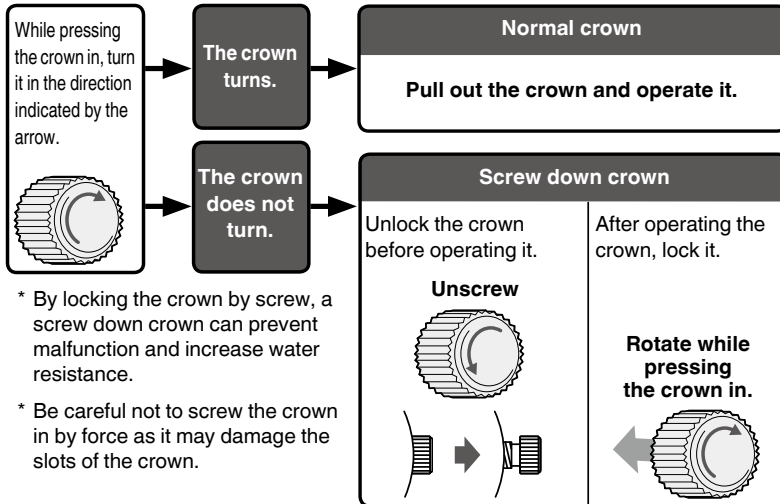 While pressing
the crown in, turn
it in the direction
indicated by the
arrow.
The crown
turns.
Normal crown
Pull out the crown and operate it.
The crown
does not
turn.
Screw down crown
Unlock the crown
before operating it.
Unscrew
After operating the
crown, lock it.
Rotate while
pressing
the crown in.
* By locking the crown by screw, a
screw down crown can prevent
malfunction and increase water
resistance.
* Be careful not to screw the crown
in by force as it may damage the
slots of the crown.